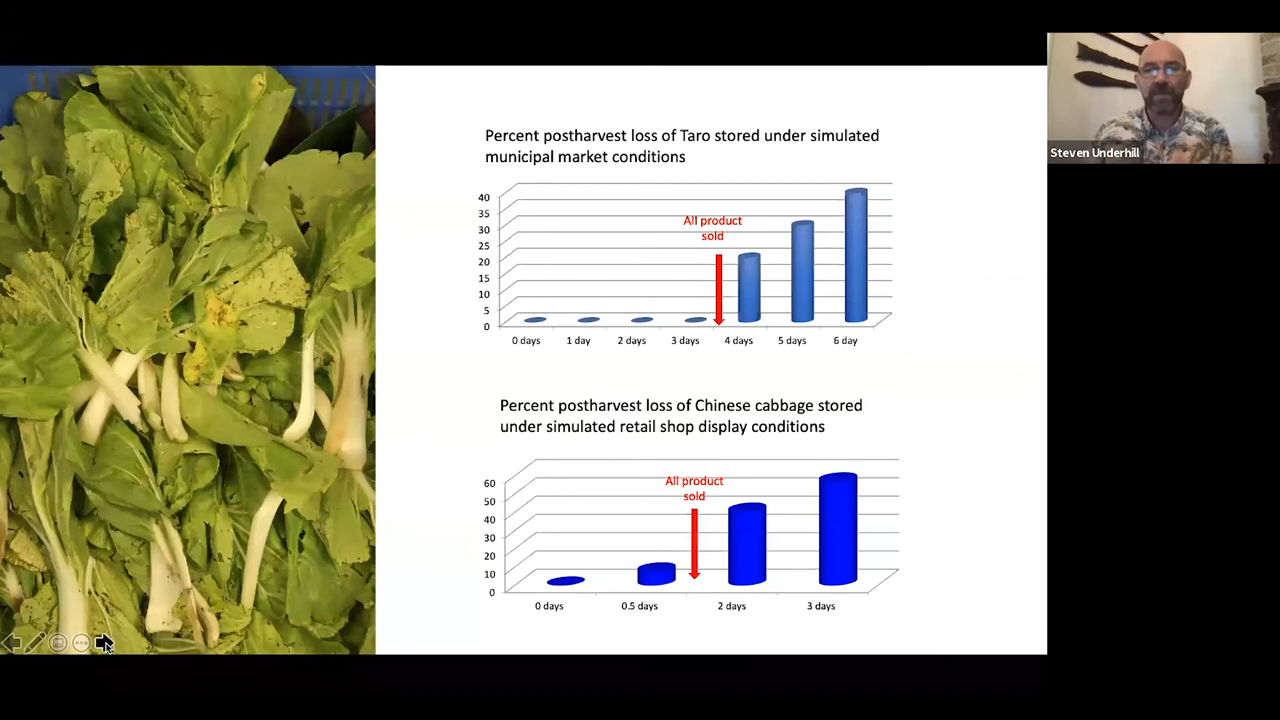 Percent postharvest loss of Taro stored under simulated
municipal market conditions
40
35
30
25
20
15
10
5
0
All product
sold
0 days
1 day
2 days
3 days
4 days
5 days
6 day
Percent postharvest loss of Chinese cabbage stored
under simulated retail shop display conditions
60
50
40
30
20
10
0
All product
sold
0 days
0.5 days
2 days
3 days
Steven Underhill